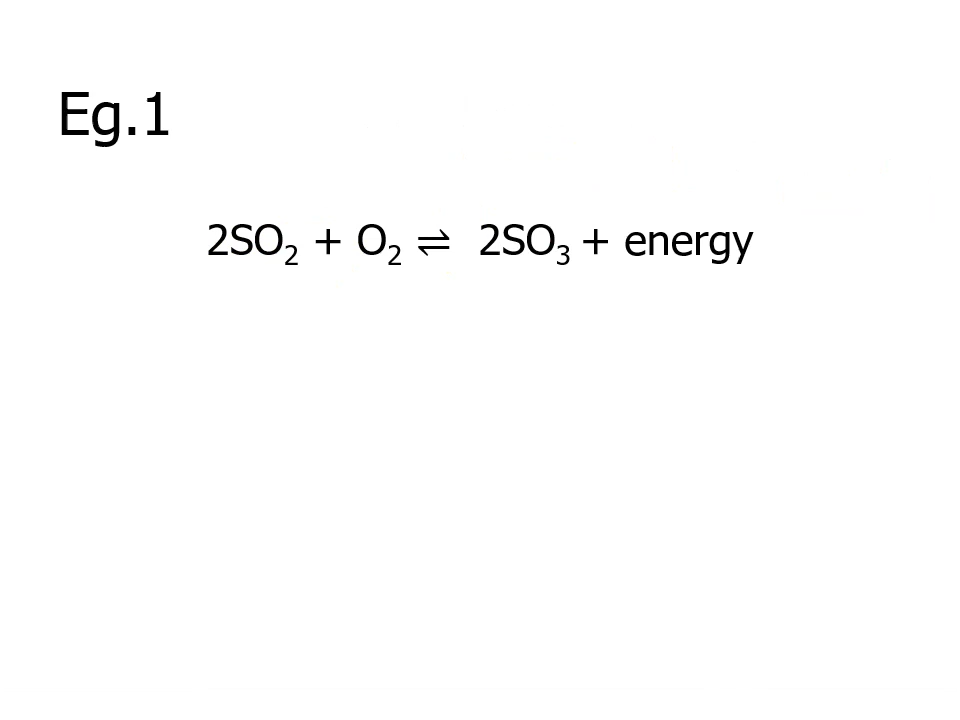 Eg.1
2SO₂ + O₂ ⇌ 2SO₃ + energy